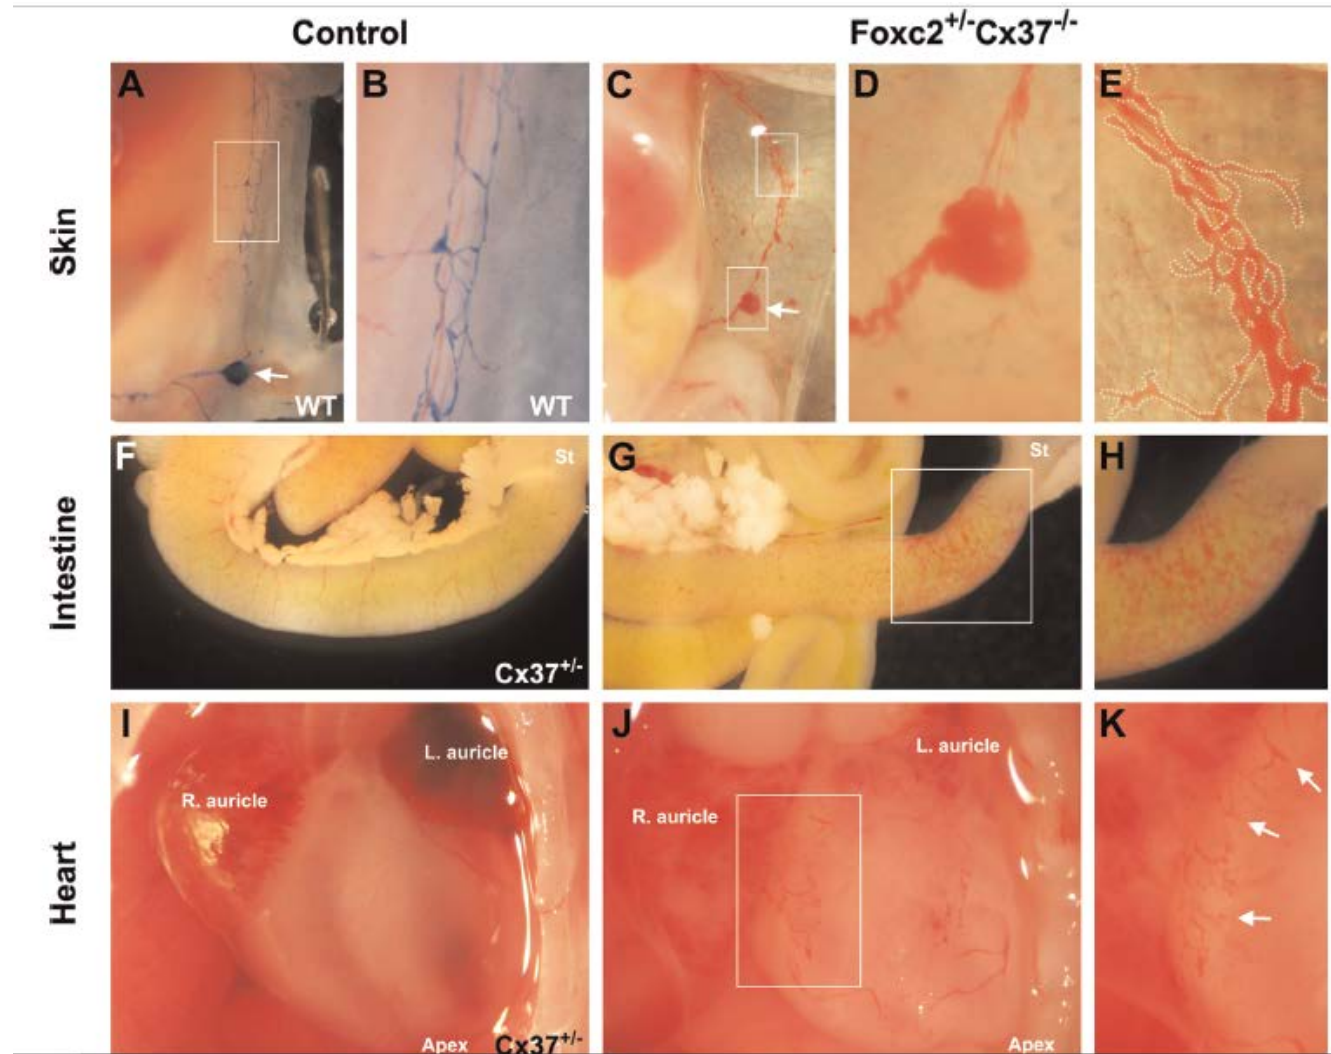 Control
Foxc2+/-Cx37-/-
Skin
A
WT
B
WT
C
D
E
Intestine
F
St
Cx37+/-
G
St
H
Heart
I
R. auricle
L. auricle
Apex
Cx37+/-
J
R. auricle
L. auricle
Apex
K